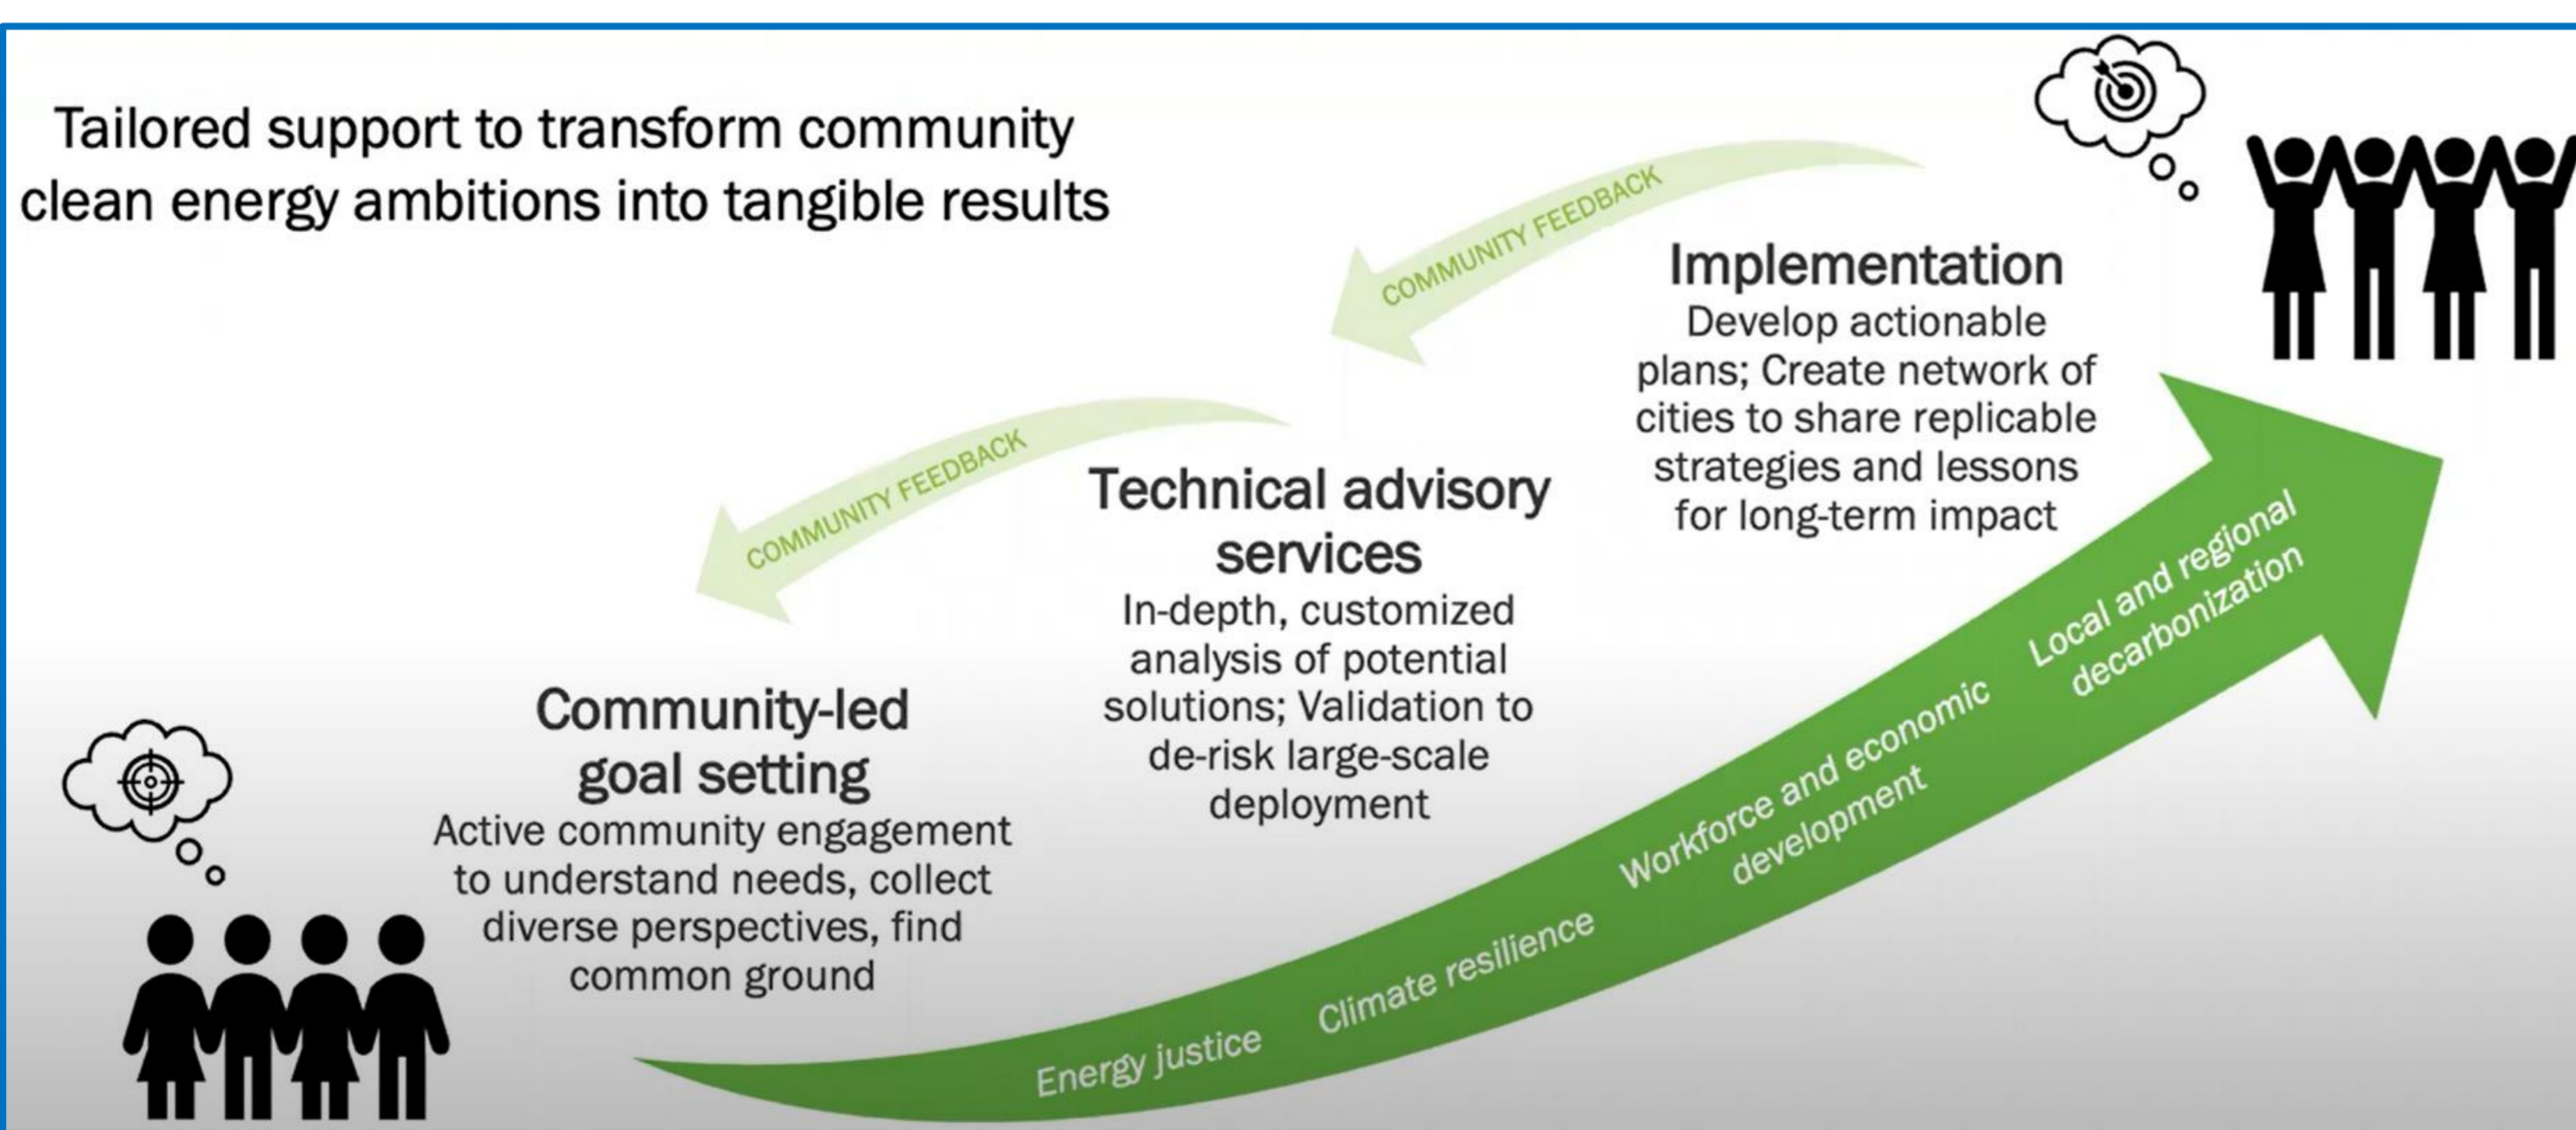 Tailored support to transform community
clean energy ambitions into tangible results
COMMUNITY FEEDBACK
Implementation
Develop actionable
plans; Create network of
cities to share replicable
strategies and lessons
for long-term impact
COMMUNITY FEEDBACK
Technical advisory
services
In-depth, customized
analysis of potential
solutions; Validation to
de-risk large-scale
deployment
Community-led
goal setting
Active community engagement
to understand needs, collect
diverse perspectives, find
common ground
Energy justice
Climate resilience
Workforce and economic
development
Local and regional
decarbonization